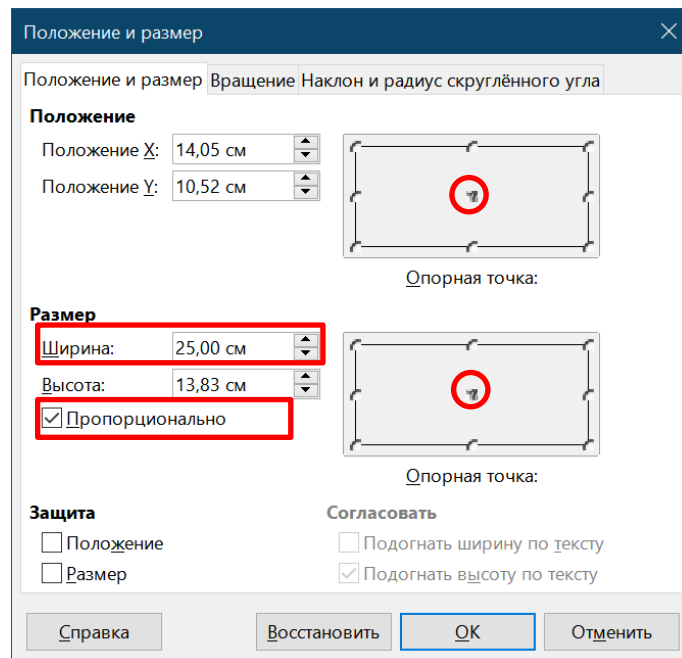 Положение и размер
Положение и размер Вращение Наклон и радиус скруглённого угла
Положение
Положение X: 14,05 см
Положение Y: 10,52 см
Опорная точка:
Размер
Ширина: 25,00 см
Высота: 13,83 см
Пропорционально
Опорная точка:
Защита Согласовать
Положение Подогнать ширину по тексту
Размер Подогнать высоту по тексту
Справка Восстановить OK Отменить